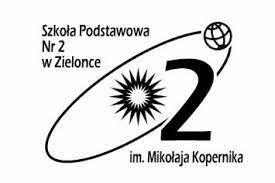 Szkoła Podstawowa
Nr 2
w Zielonce
2
im. Mikołaja Kopernika